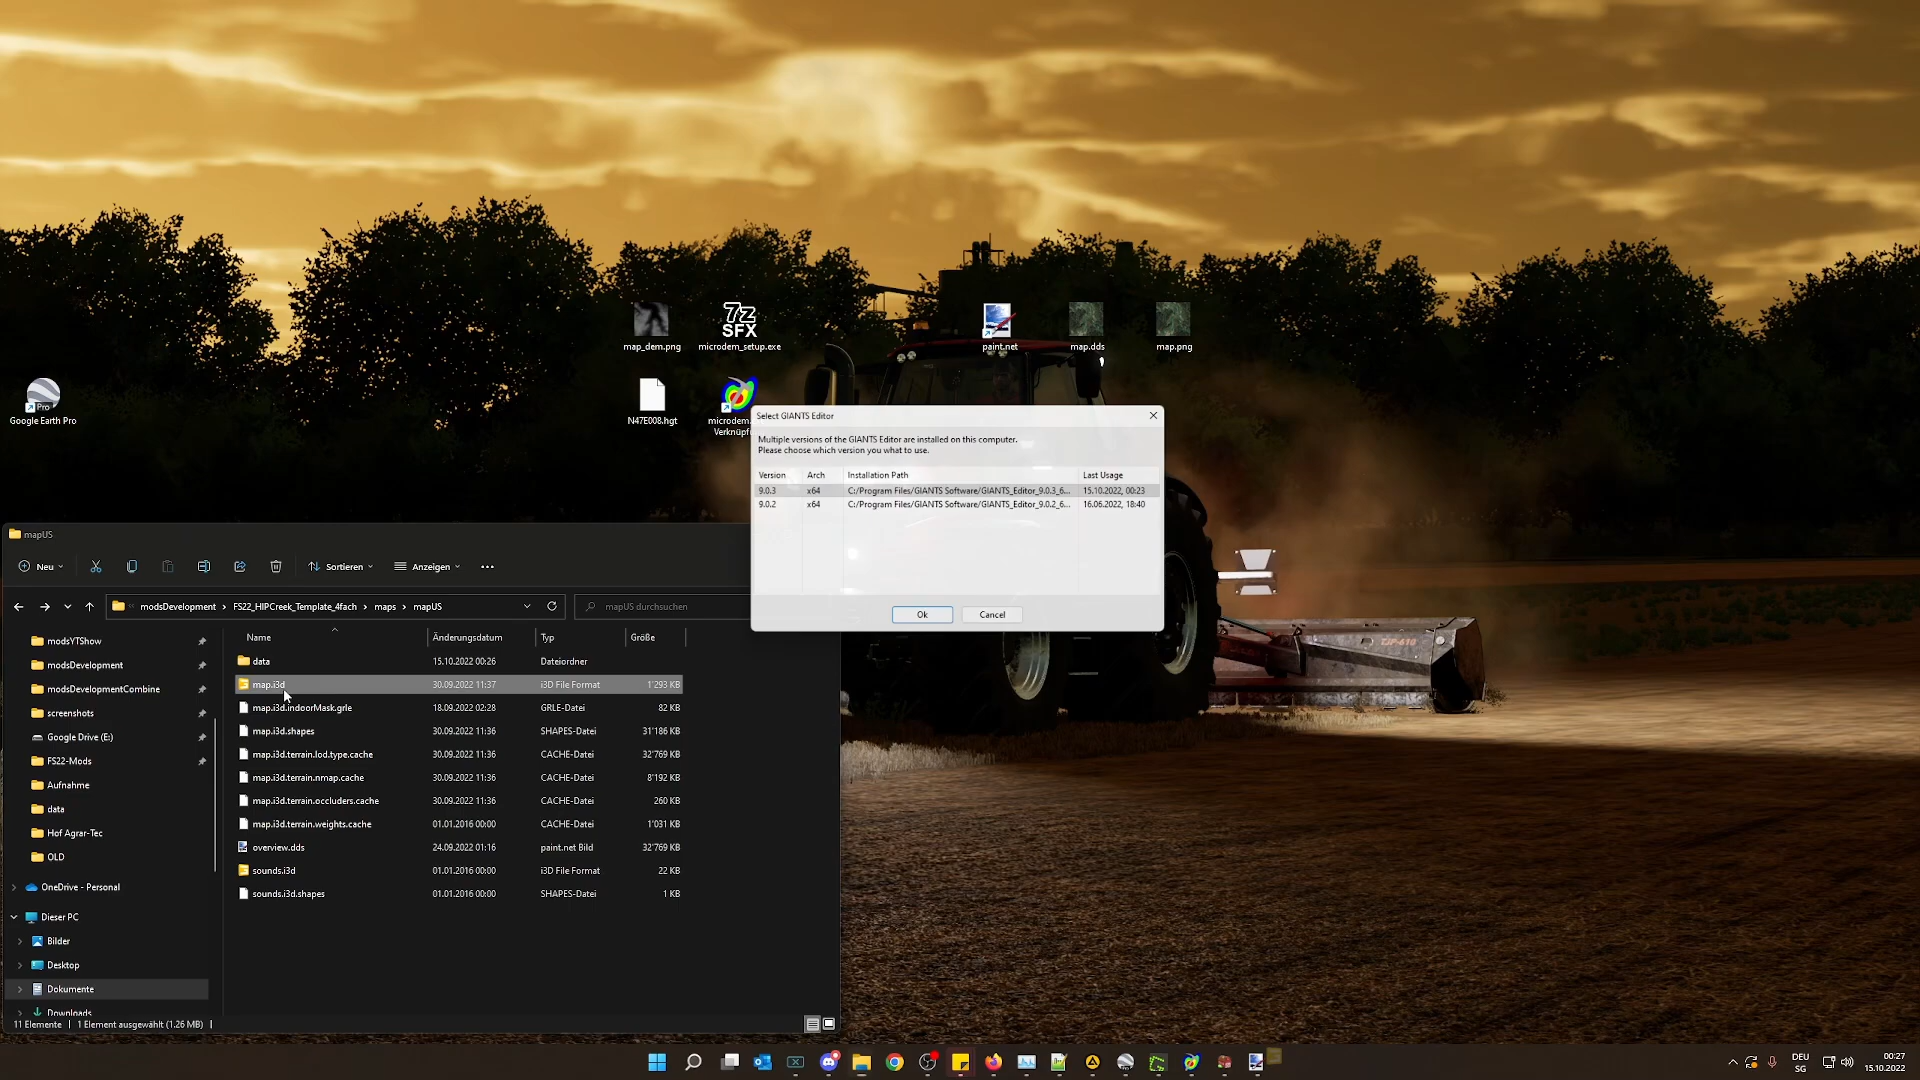 map_dem.png
microdem_setup.exe
paint.net
map.dds
map.png
7z
SFX
Pro
Google Earth Pro
N47E008.hgt
microdem.
Verknüpf
Select GIANTS Editor
Multiple versions of the GIANTS Editor are installed on this computer.
Please choose which version you what to use.
Version Arch Installation Path Last Usage
9.0.3 x64 C:/Program Files/GIANTS Software/GIANTS_Editor_9.0.3_6... 15.10.2022, 00:23
9.0.2 x64 C:/Program Files/GIANTS Software/GIANTS_Editor_9.0.2_6... 16.06.2022, 18:40
Ok Cancel
TJP-610
mapUS
Neu Sortieren Anzeigen
modsDevelopment > FS22_HIPCreek_Template_4fach > maps > mapUS
mapUS durchsuchen
modsYTShow
modsDevelopment
modsDevelopmentCombine
screenshots
Google Drive (E:)
FS22-Mods
Aufnahme
data
Hof Agrar-Tec
OLD
OneDrive - Personal
Dieser PC
Bilder
Desktop
Dokumente
Downloads
Name Änderungsdatum Typ Größe
data 15.10.2022 00:26 Dateiordner
map.i3d 30.09.2022 11:37 i3D File Format 1'293 KB
map.i3d.indoorMask.grle 18.09.2022 02:28 GRLE-Datei 82 KB
map.i3d.shapes 30.09.2022 11:36 SHAPES-Datei 31'186 KB
map.i3d.terrain.lod.type.cache 30.09.2022 11:36 CACHE-Datei 32'769 KB
map.i3d.terrain.nmap.cache 30.09.2022 11:36 CACHE-Datei 8'192 KB
map.i3d.terrain.occluders.cache 30.09.2022 11:36 CACHE-Datei 260 KB
map.i3d.terrain.weights.cache 01.01.2016 00:00 CACHE-Datei 1'031 KB
overview.dds 24.09.2022 01:16 paint.net Bild 32'769 KB
sounds.i3d 01.01.2016 00:00 i3D File Format 22 KB
sounds.i3d.shapes 01.01.2016 00:00 SHAPES-Datei 1 KB
11 Elemente 1 Element ausgewählt (1.26 MB)
DEU
SG
00:27
15.10.2022